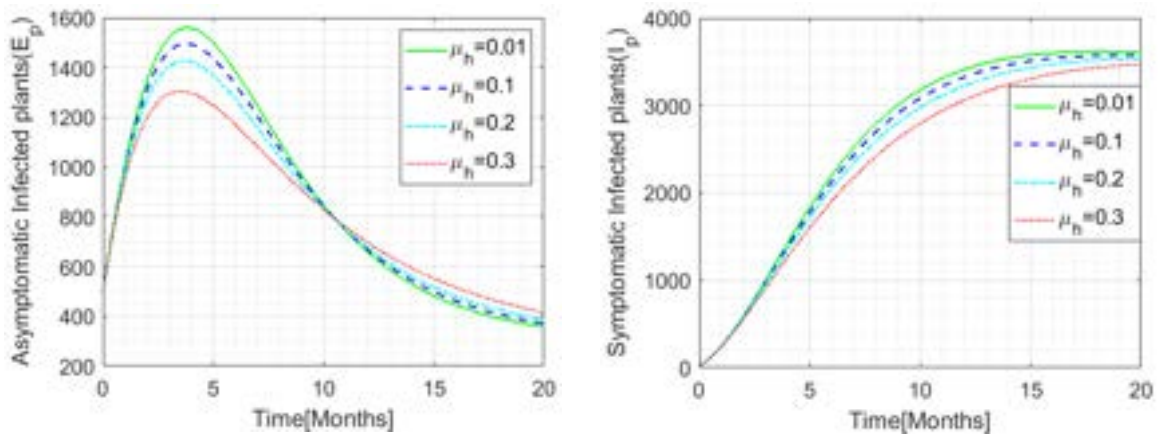 Asymptomatic Infected plants(E_p)
1600
1400
1200
1000
800
600
400
200
0
5
10
15
20
Time[Months]
μ_h=0.01
μ_h=0.1
μ_h=0.2
μ_h=0.3
Symptomatic Infected plants(I_p)
4000
3000
2000
1000
0
0
5
10
15
20
Time[Months]
μ_h=0.01
μ_h=0.1
μ_h=0.2
μ_h=0.3